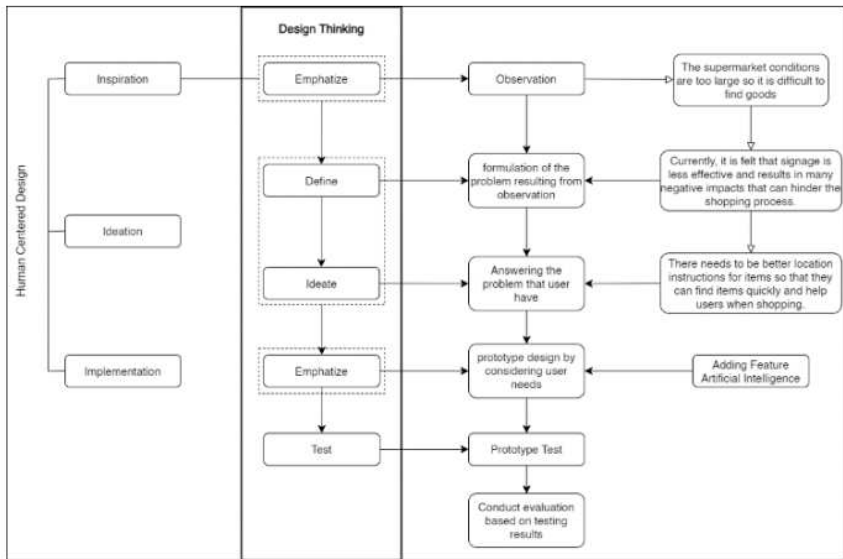 Design Thinking
Inspiration
Emphatize
Observation
The supermarket conditions
are too large so it is difficult to
find goods
Human Centered Design
Define
formulation of the
problem resulting from
observation
Currently, it is felt that signage is
less effective and results in many
negative impacts that can hinder the
shopping process.
Ideation
Ideate
Answering the
problem that user
have
There needs to be better location
instructions for items so that they
can find items quickly and help
users when shopping.
Implementation
Emphatize
prototype design by
considering user
needs
Adding Feature
Artificial Intelligence
Test
Prototype Test
Conduct evaluation
based on testing
results